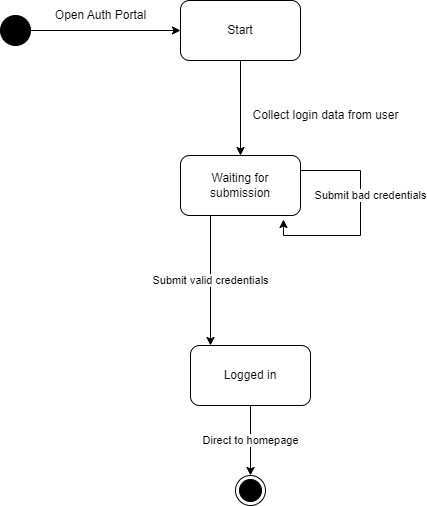 Open Auth Portal
Start
Collect login data from user
Waiting for
submission
Submit bad credentials
Submit valid credentials
Logged in
Direct to homepage